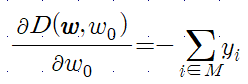 ∂D(w,w₀)/∂w₀ = − ∑_{i∈M} yᵢ